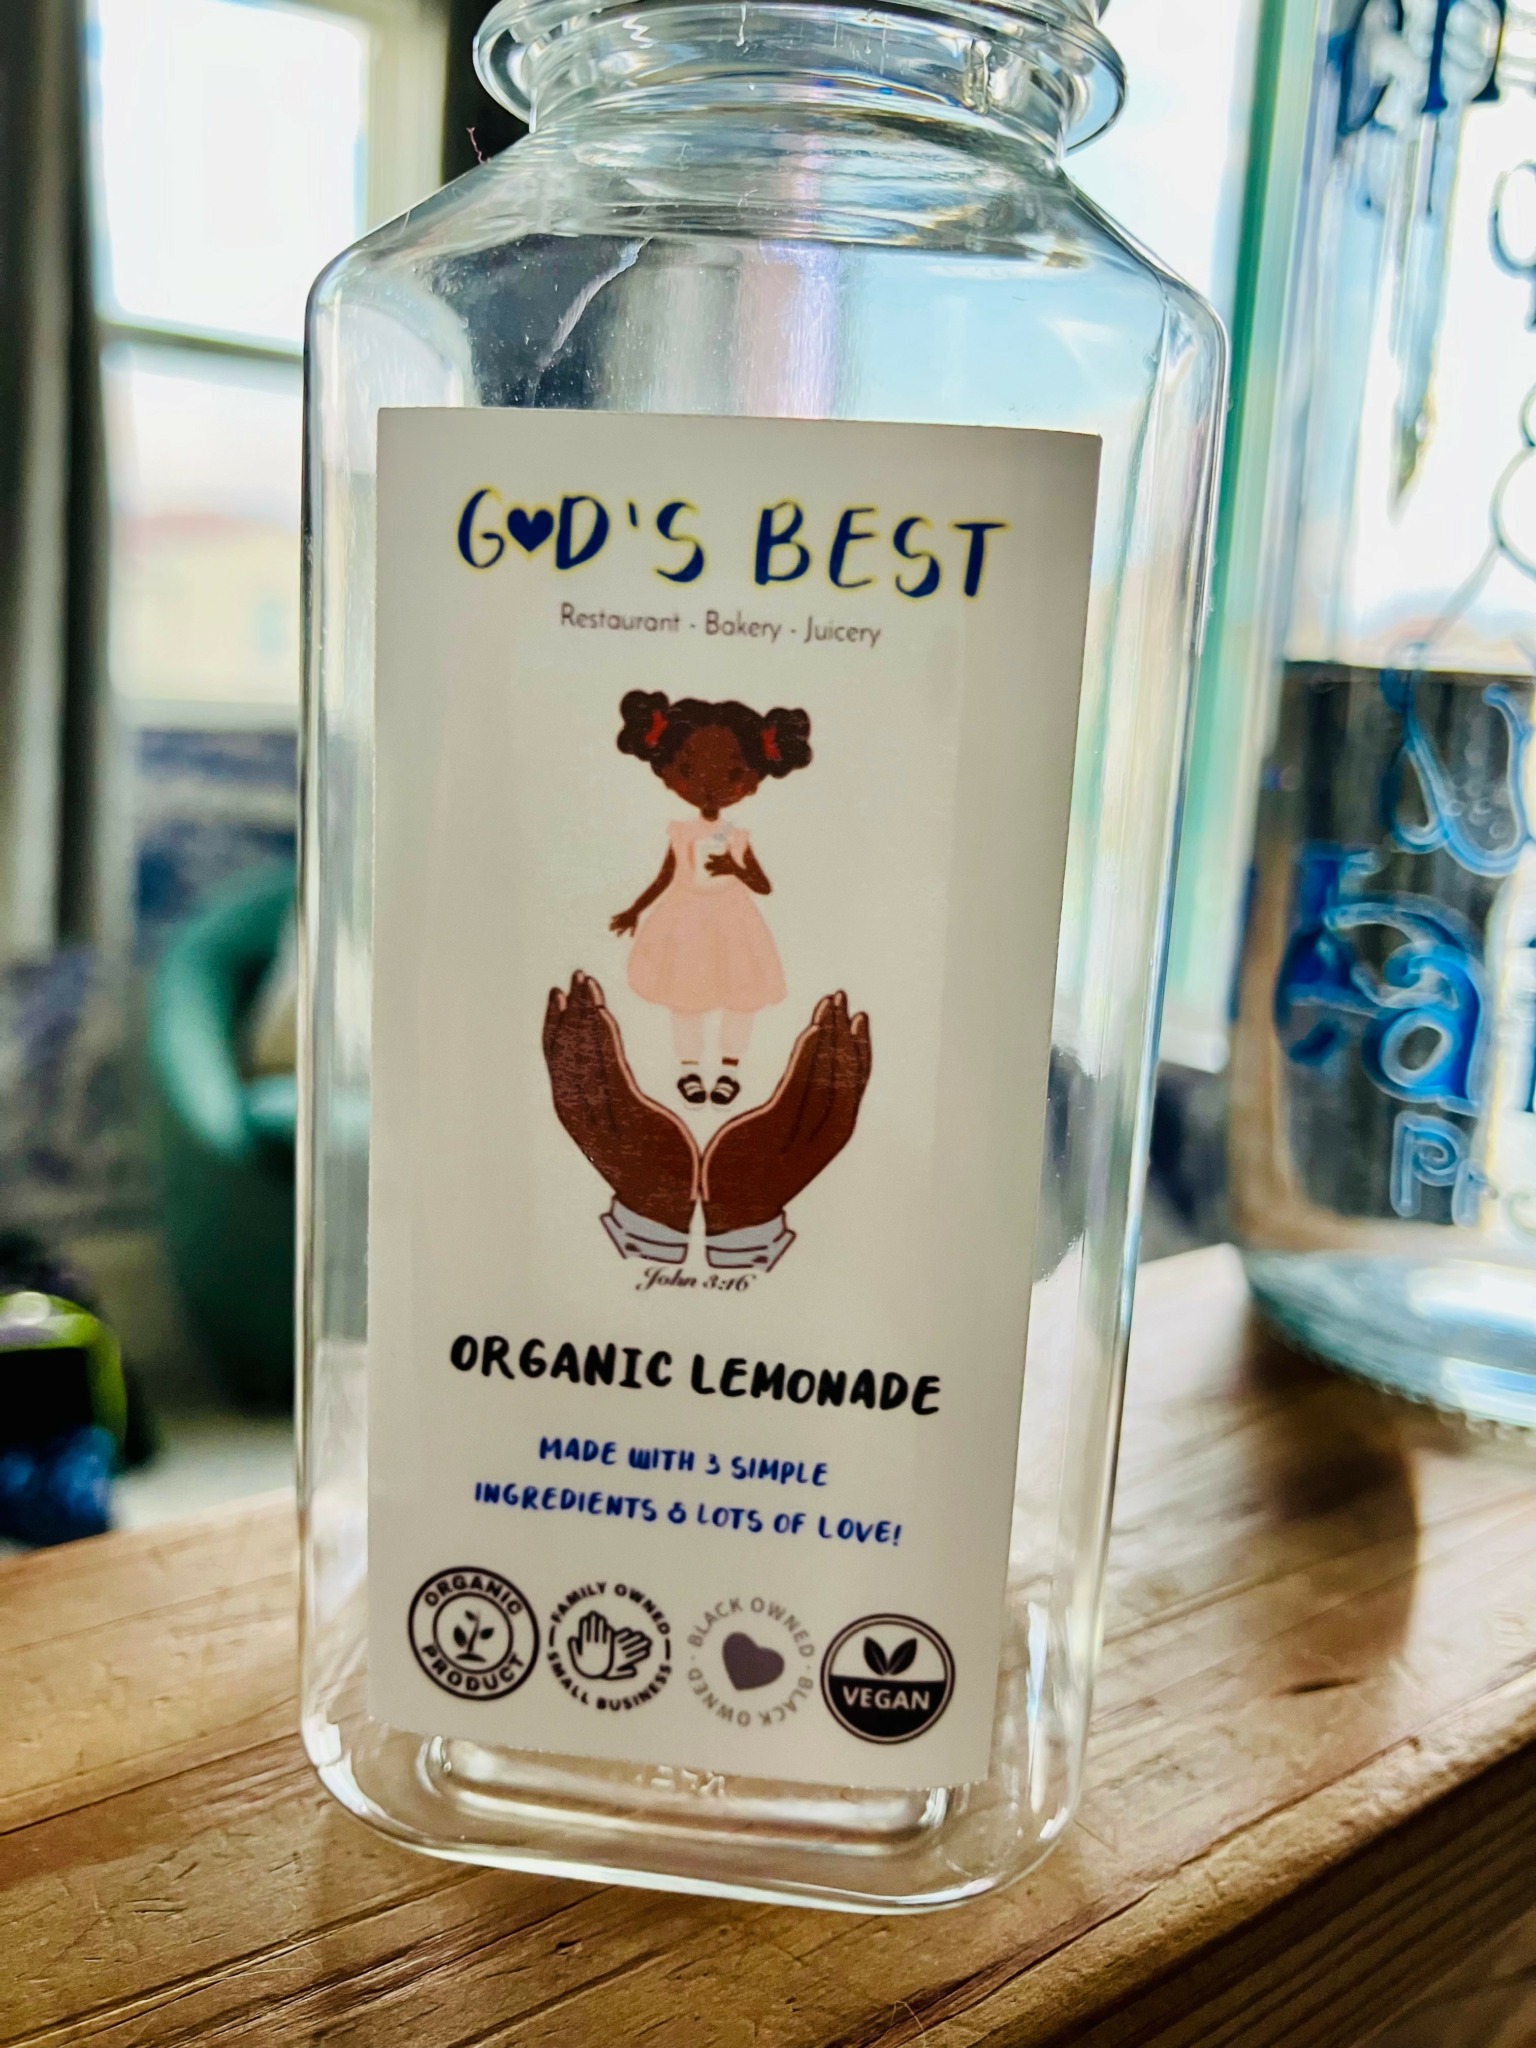 G♥D'S BEST
Restaurant - Bakery - Juicery
John 3:16
ORGANIC LEMONADE
MADE WITH 3 SIMPLE
INGREDIENTS & LOTS OF LOVE!
ORGANIC PRODUCT
FAMILY OWNED SMALL BUSINESS
BLACK OWNED · BLACK OWNED ·
VEGAN